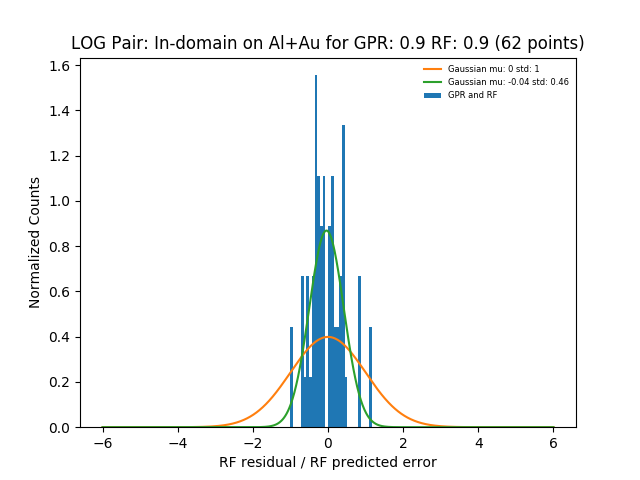 LOG Pair: In-domain on Al+Au for GPR: 0.9 RF: 0.9 (62 points)
Gaussian mu: 0 std: 1
Gaussian mu: -0.04 std: 0.46
GPR and RF
Normalized Counts
1.6
1.4
1.2
1.0
0.8
0.6
0.4
0.2
0.0
−6 −4 −2 0 2 4 6
RF residual / RF predicted error